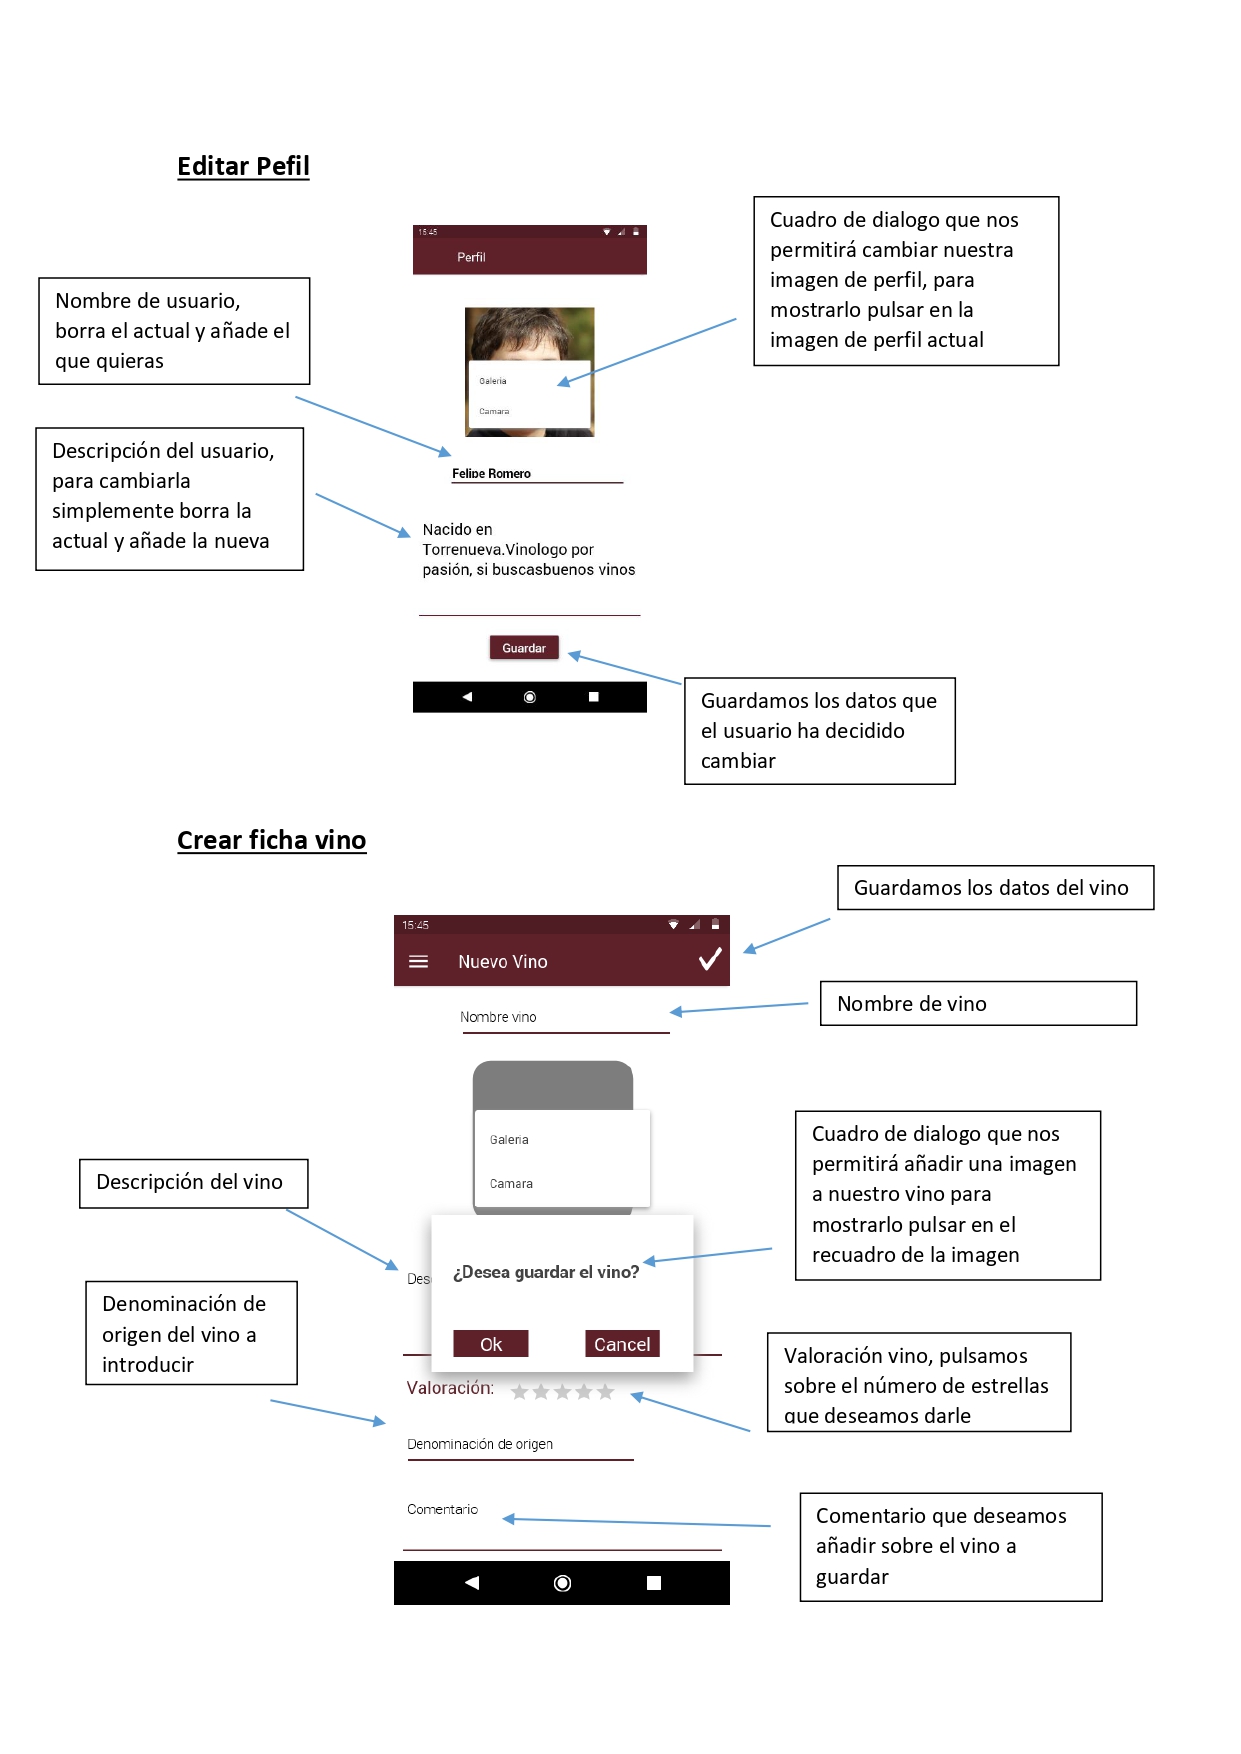 Editar Pefil
Cuadro de dialogo que nos
permitirá cambiar nuestra
imagen de perfil, para
mostrarlo pulsar en la
imagen de perfil actual
15:45
Perfil
Nombre de usuario,
borra el actual y añade el
que quieras
Galeria
Camara
Descripción del usuario,
para cambiarla
simplemente borra la
actual y añade la nueva
Felipe Romero
Nacido en
Torrenueva.Vinologo por
pasión, si buscasbuenos vinos
Guardar
Guardamos los datos que
el usuario ha decidido
cambiar
Crear ficha vino
Guardamos los datos del vino
15:45
Nuevo Vino
Nombre de vino
Nombre vino
Cuadro de dialogo que nos
permitirá añadir una imagen
a nuestro vino para
mostrarlo pulsar en el
recuadro de la imagen
Galeria
Camara
Descripción del vino
Des
¿Desea guardar el vino?
Ok
Cancel
Denominación de
origen del vino a
introducir
Valoración vino, pulsamos
sobre el número de estrellas
que deseamos darle
Valoración:
Denominación de origen
Comentario
Comentario que deseamos
añadir sobre el vino a
guardar